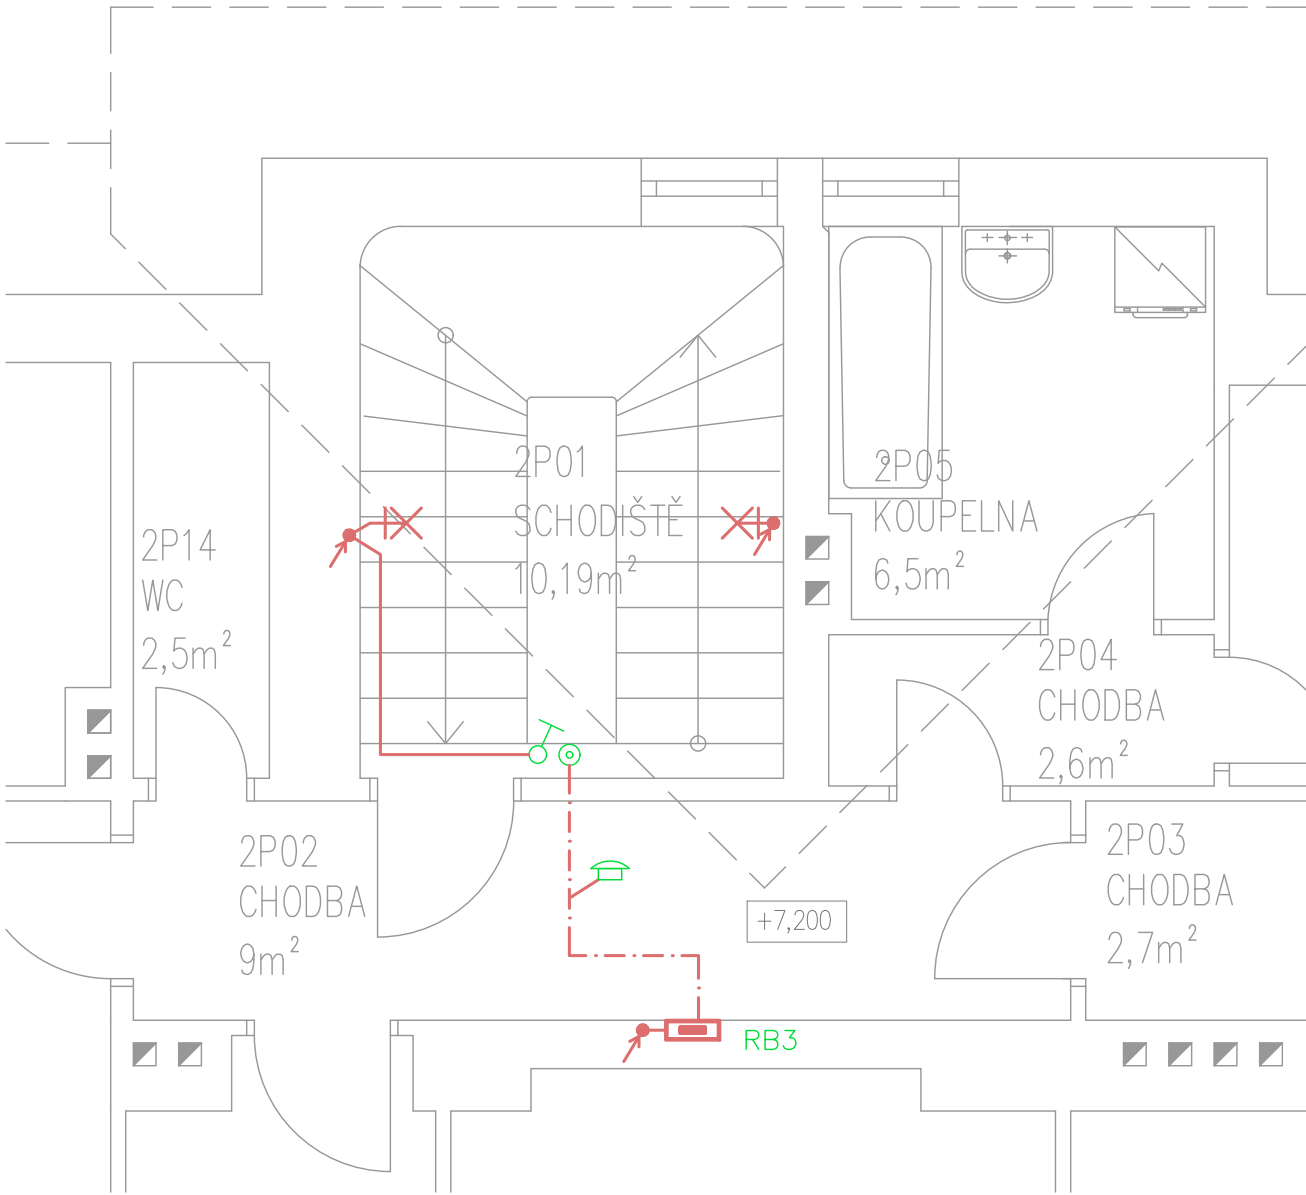 2P01
SCHODIŠTĚ
10,19m²
2P05
KOUPELNA
6,5m²
2P14
WC
2,5m²
2P04
CHODBA
2,6m²
2P02
CHODBA
9m²
2P03
CHODBA
2,7m²
+7,200
RB3